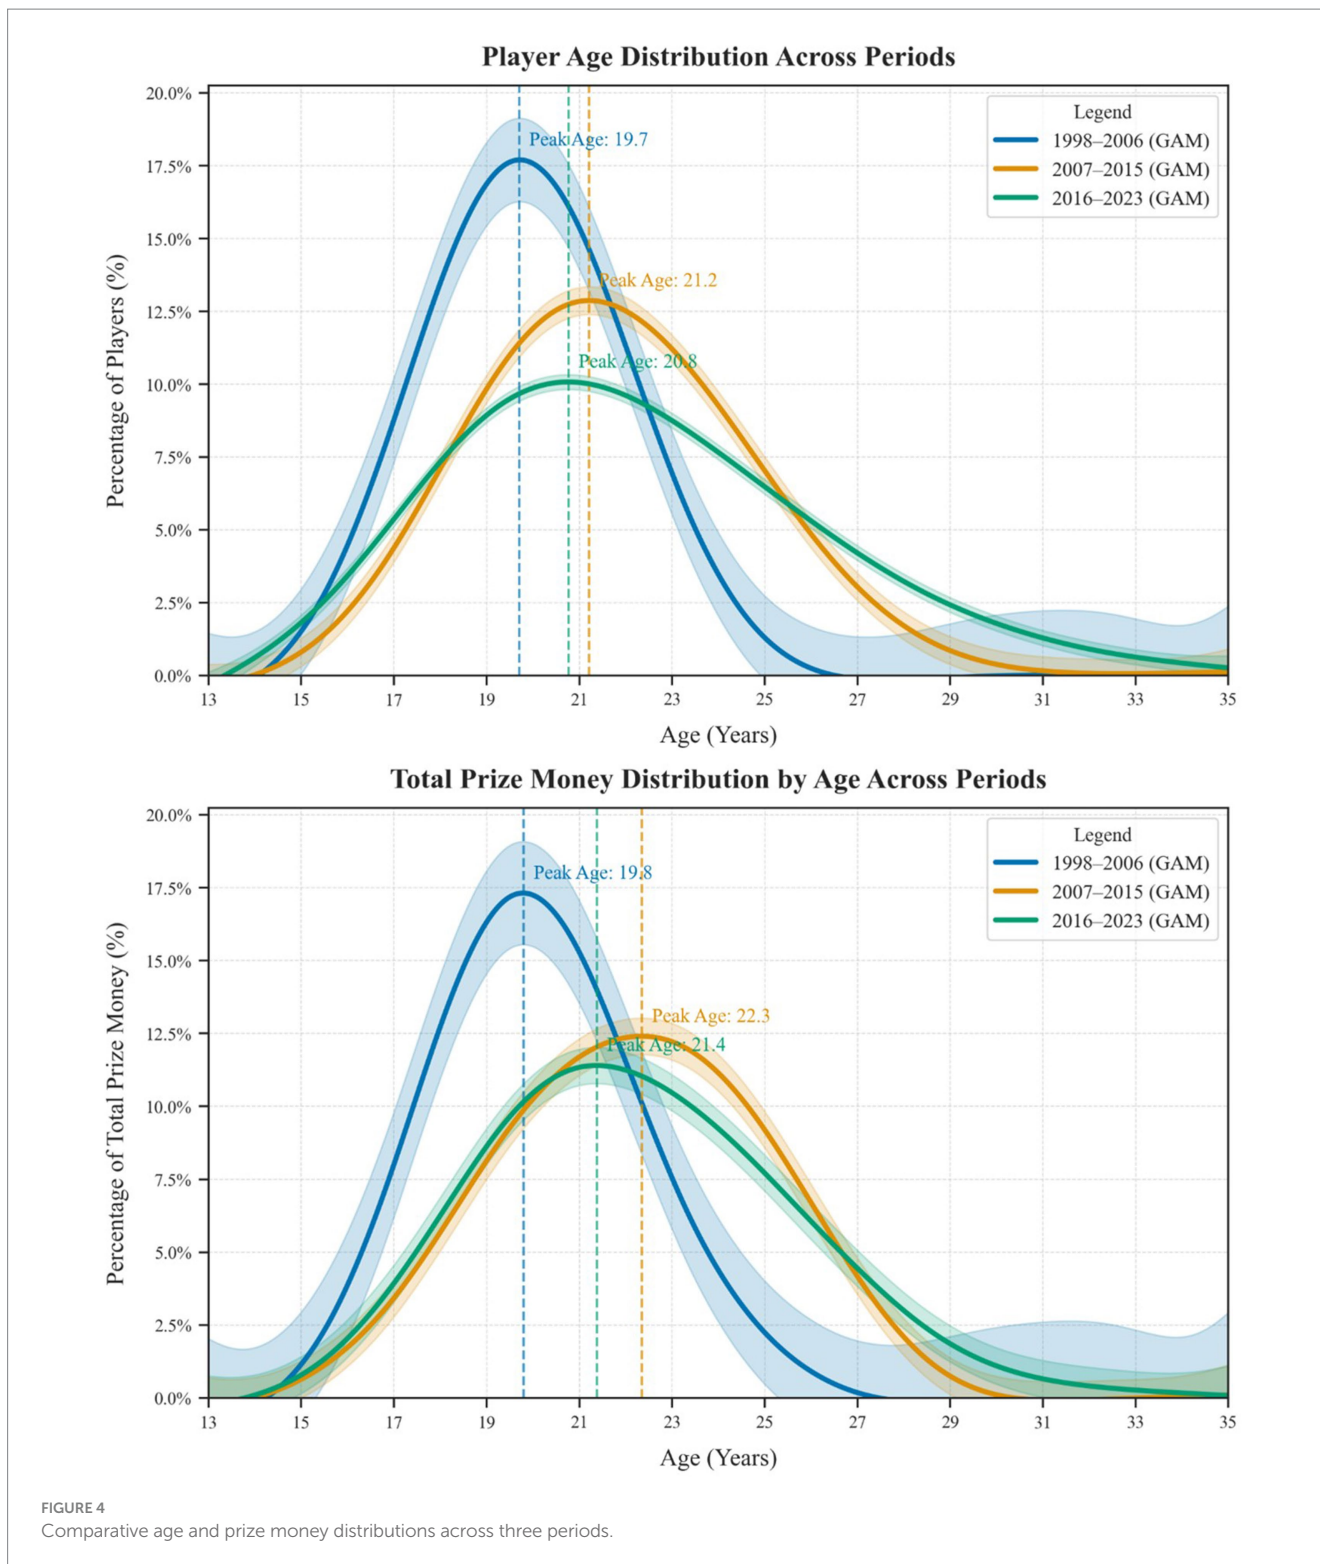 Player Age Distribution Across Periods
20.0%
17.5%
15.0%
12.5%
10.0%
7.5%
5.0%
2.5%
0.0%
Percentage of Players (%)
Peak Age: 19.7
Peak Age: 21.2
Peak Age: 20.8
Legend
1998–2006 (GAM)
2007–2015 (GAM)
2016–2023 (GAM)
13 15 17 19 21 23 25 27 29 31 33 35
Age (Years)
Total Prize Money Distribution by Age Across Periods
20.0%
17.5%
15.0%
12.5%
10.0%
7.5%
5.0%
2.5%
0.0%
Percentage of Total Prize Money (%)
Peak Age: 19.8
Peak Age: 22.3
Peak Age: 21.4
Legend
1998–2006 (GAM)
2007–2015 (GAM)
2016–2023 (GAM)
13 15 17 19 21 23 25 27 29 31 33 35
Age (Years)
FIGURE 4
Comparative age and prize money distributions across three periods.